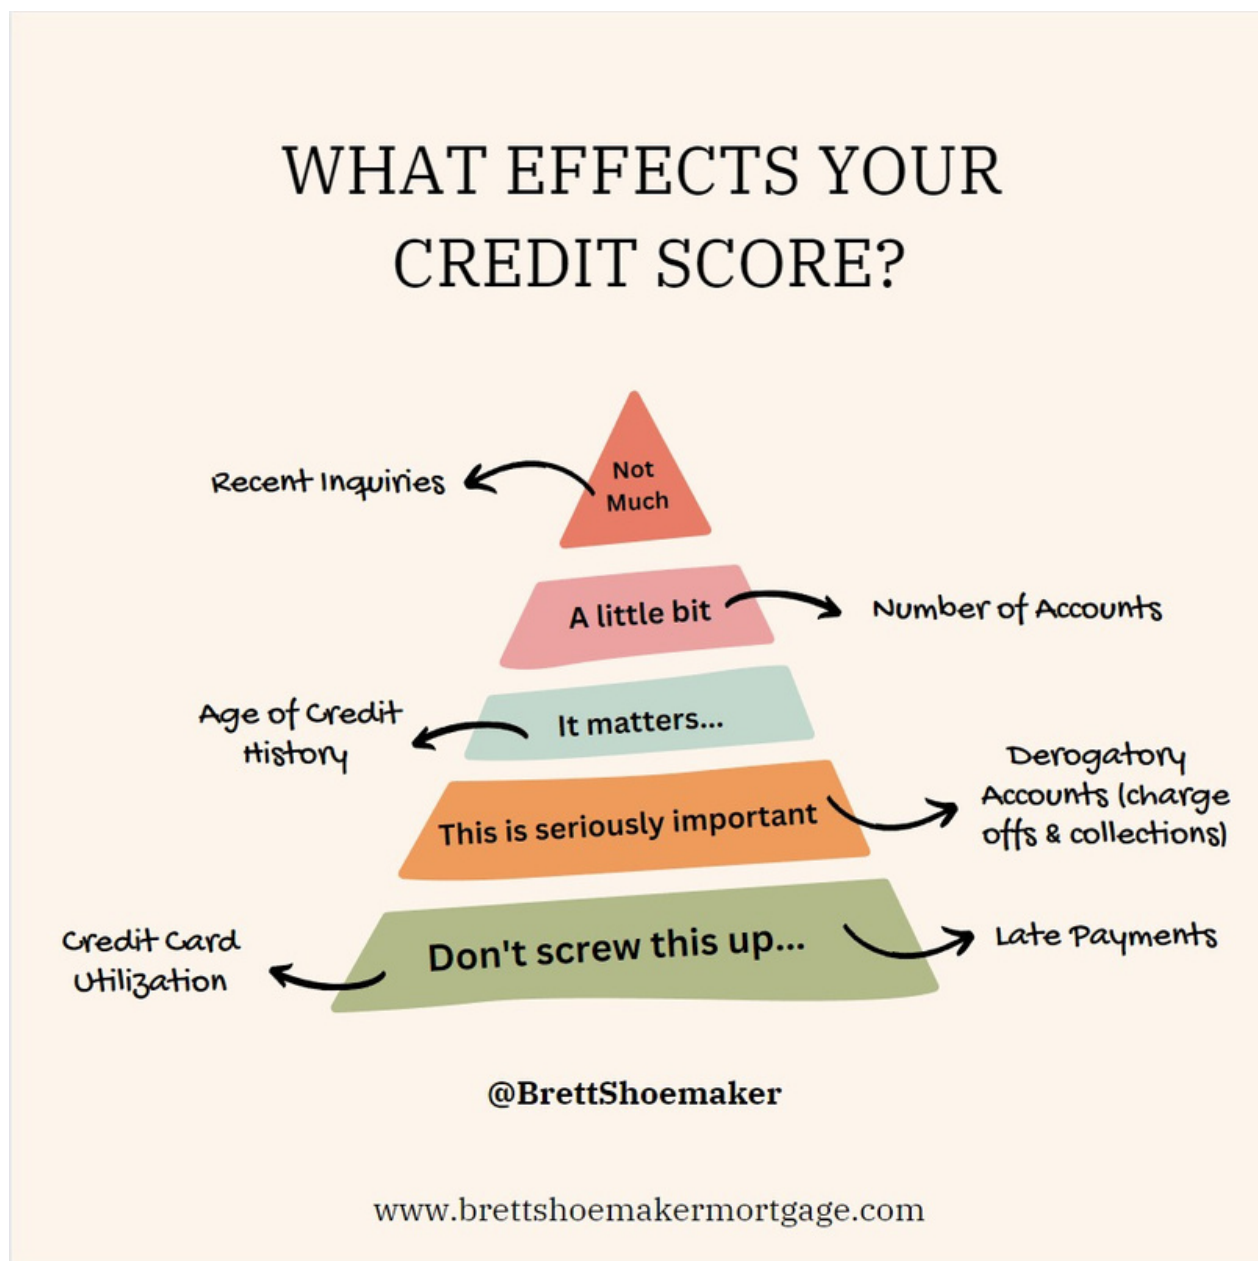 WHAT EFFECTS YOUR
CREDIT SCORE?
Not
Much
Recent Inquiries
A little bit
Number of Accounts
It matters...
Age of Credit
History
This is seriously important
Derogatory
Accounts (charge
offs & collections)
Don't screw this up...
Credit Card
Utilization
Late Payments
@BrettShoemaker
www.brettshoemakermortgage.com